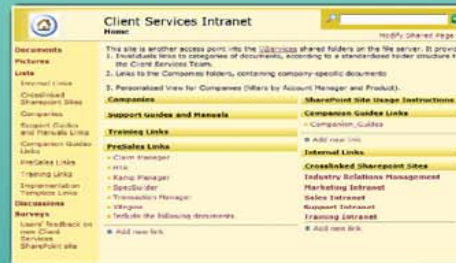 Client Services Intranet
Home
Modify Shared Page
This site is another access point into the
shared folders on the file server. It
1. Involuduals links to categories of documents, according to a standardized folder structure
the Client Services Team.
2. Links to the Companies folders, containing company-specific documents
3. Personalized View for Companies (filters by Account Manager and Product).
Documents
Pictures
Lists
Internal Links
Crosslinked
Sharepoint Sites
Companies
Support Guides
and Manuals Links
Companion Guides
Links
PreSales Links
Training Links
Implementation
Template Links
Discussions
Surveys
Users' feedback on
new Client
Services
SharePoint site
Companies
Support Guides and Manuals
Training Links
PreSales Links
Claim Manager
Ramp Manager
Transaction Manager
Include the following documents
Add new link
SharePoint Site Usage Instructions
Companion Guides Links
Companion_Guides
Add new link
Internal Links
Crosslinked Sharepoint Sites
Industry Relations Management
Marketing Intranet
Sales Intranet
Support Intranet
Training Intranet
Add new link